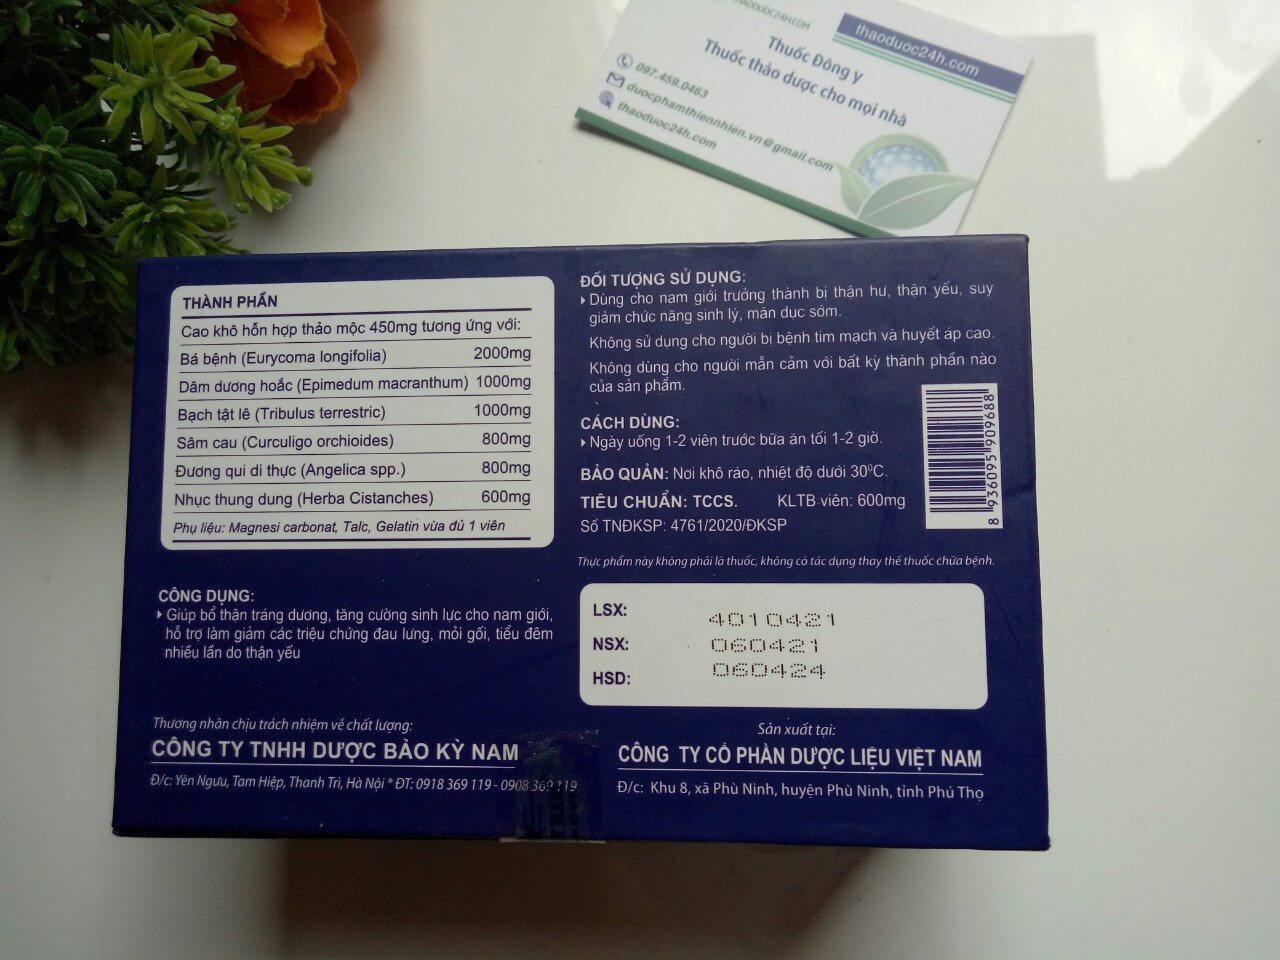 THAODUOC24H.COM
thaoduoc24h.com
Thuốc Đông y
Thuốc thảo dược cho mọi nhà
097.459.0463
duocphamthiennhien.vn@gmail.com
thaoduoc24h.com
THÀNH PHẦN
Cao khô hỗn hợp thảo mộc 450mg tương ứng với:
Bá bệnh (Eurycoma longifolia) 2000mg
Dâm dương hoắc (Epimedum macranthum) 1000mg
Bạch tật lê (Tribulus terrestric) 1000mg
Sâm cau (Curculigo orchioides) 800mg
Đương qui di thực (Angelica spp.) 800mg
Nhục thung dung (Herba Cistanches) 600mg
Phụ liệu: Magnesi carbonat, Talc, Gelatin vừa đủ 1 viên
CÔNG DỤNG:
Giúp bổ thận tráng dương, tăng cường sinh lực cho nam giới,
hỗ trợ làm giảm các triệu chứng đau lưng, mỏi gối, tiểu đêm
nhiều lần do thận yếu
Thương nhân chịu trách nhiệm về chất lượng:
CÔNG TY TNHH DƯỢC BẢO KỲ NAM
Đ/c: Yên Ngưu, Tam Hiệp, Thanh Trì, Hà Nội * ĐT: 0918 369 119 - 0908 369 119
ĐỐI TƯỢNG SỬ DỤNG:
Dùng cho nam giới trưởng thành bị thận hư, thận yếu, suy
giảm chức năng sinh lý, mãn dục sớm.
Không sử dụng cho người bị bệnh tim mạch và huyết áp cao.
Không dùng cho người mẫn cảm với bất kỳ thành phần nào
của sản phẩm.
CÁCH DÙNG:
Ngày uống 1-2 viên trước bữa ăn tối 1-2 giờ.
BẢO QUẢN: Nơi khô ráo, nhiệt độ dưới 30⁰C.
TIÊU CHUẨN: TCCS. KLTB viên: 600mg
Số TNĐKSP: 4761/2020/ĐKSP
8 936095 909688
Thực phẩm này không phải là thuốc, không có tác dụng thay thế thuốc chữa bệnh.
LSX: 4010421
NSX: 060421
HSD: 060424
Sản xuất tại:
CÔNG TY CỔ PHẦN DƯỢC LIỆU VIỆT NAM
Đ/c: Khu 8, xã Phù Ninh, huyện Phù Ninh, tỉnh Phú Thọ